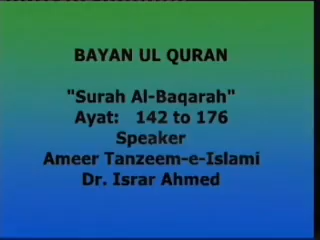 BAYAN UL QURAN
"Surah Al-Baqarah"
Ayat: 142 to 176
Speaker
Ameer Tanzeem-e-Islami
Dr. Israr Ahmed